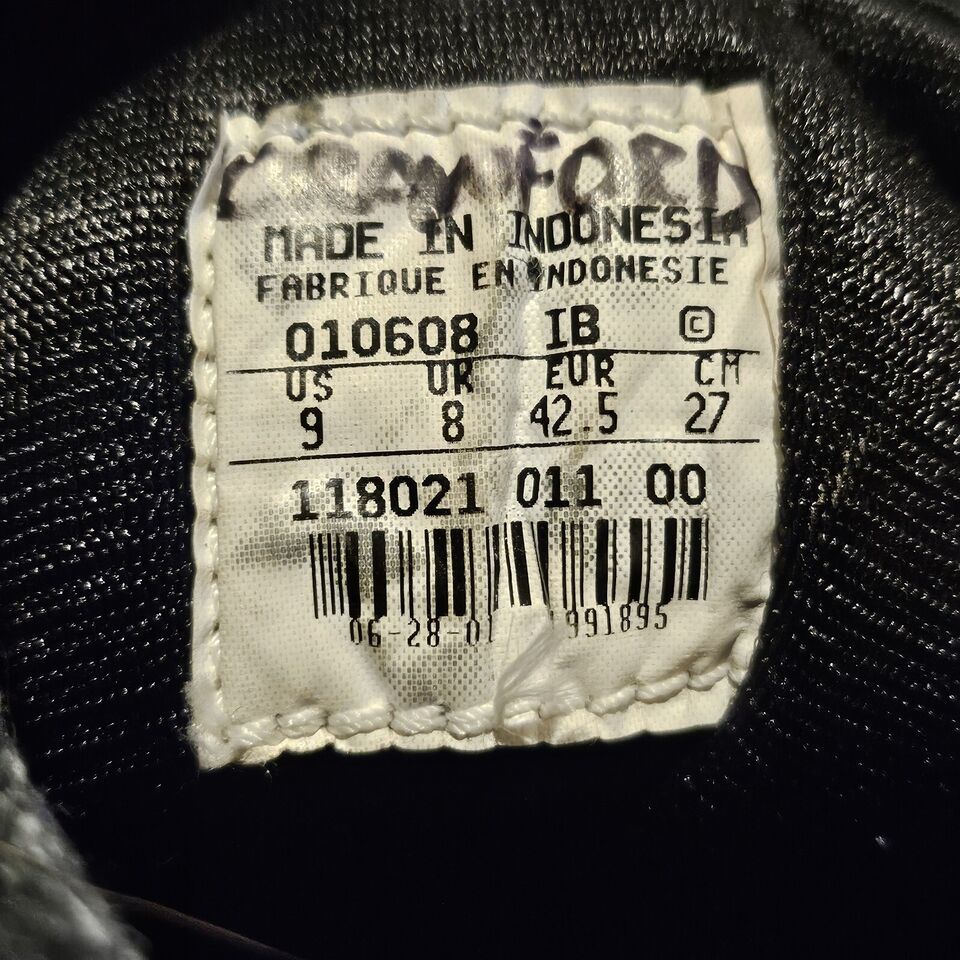 CRAWFORD
MADE IN INDONESIA
FABRIQUE EN INDONESIE
010608 IB ©
US UK EUR CM
9 8 42.5 27
118021 011 00
06-28-01 991895